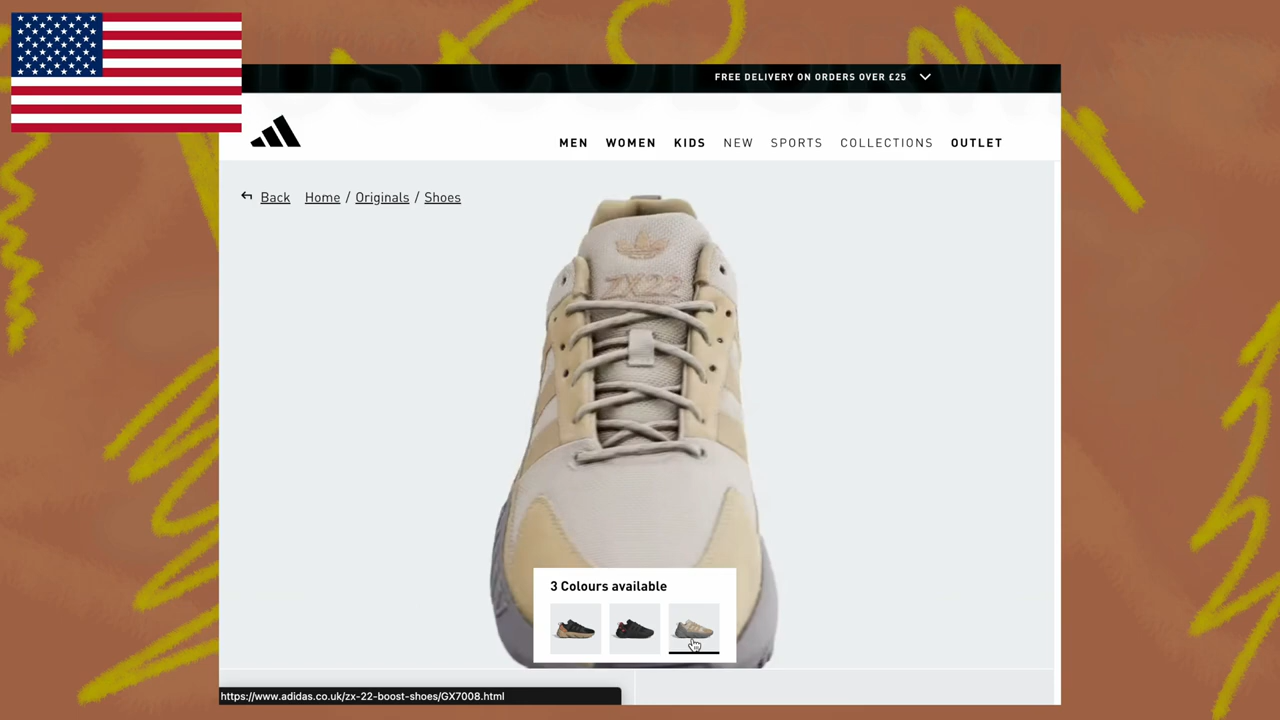 FREE DELIVERY ON ORDERS OVER £25
MEN WOMEN KIDS NEW SPORTS COLLECTIONS OUTLET
Back Home / Originals / Shoes
ZX22
3 Colours available
https://www.adidas.co.uk/zx-22-boost-shoes/GX7008.html